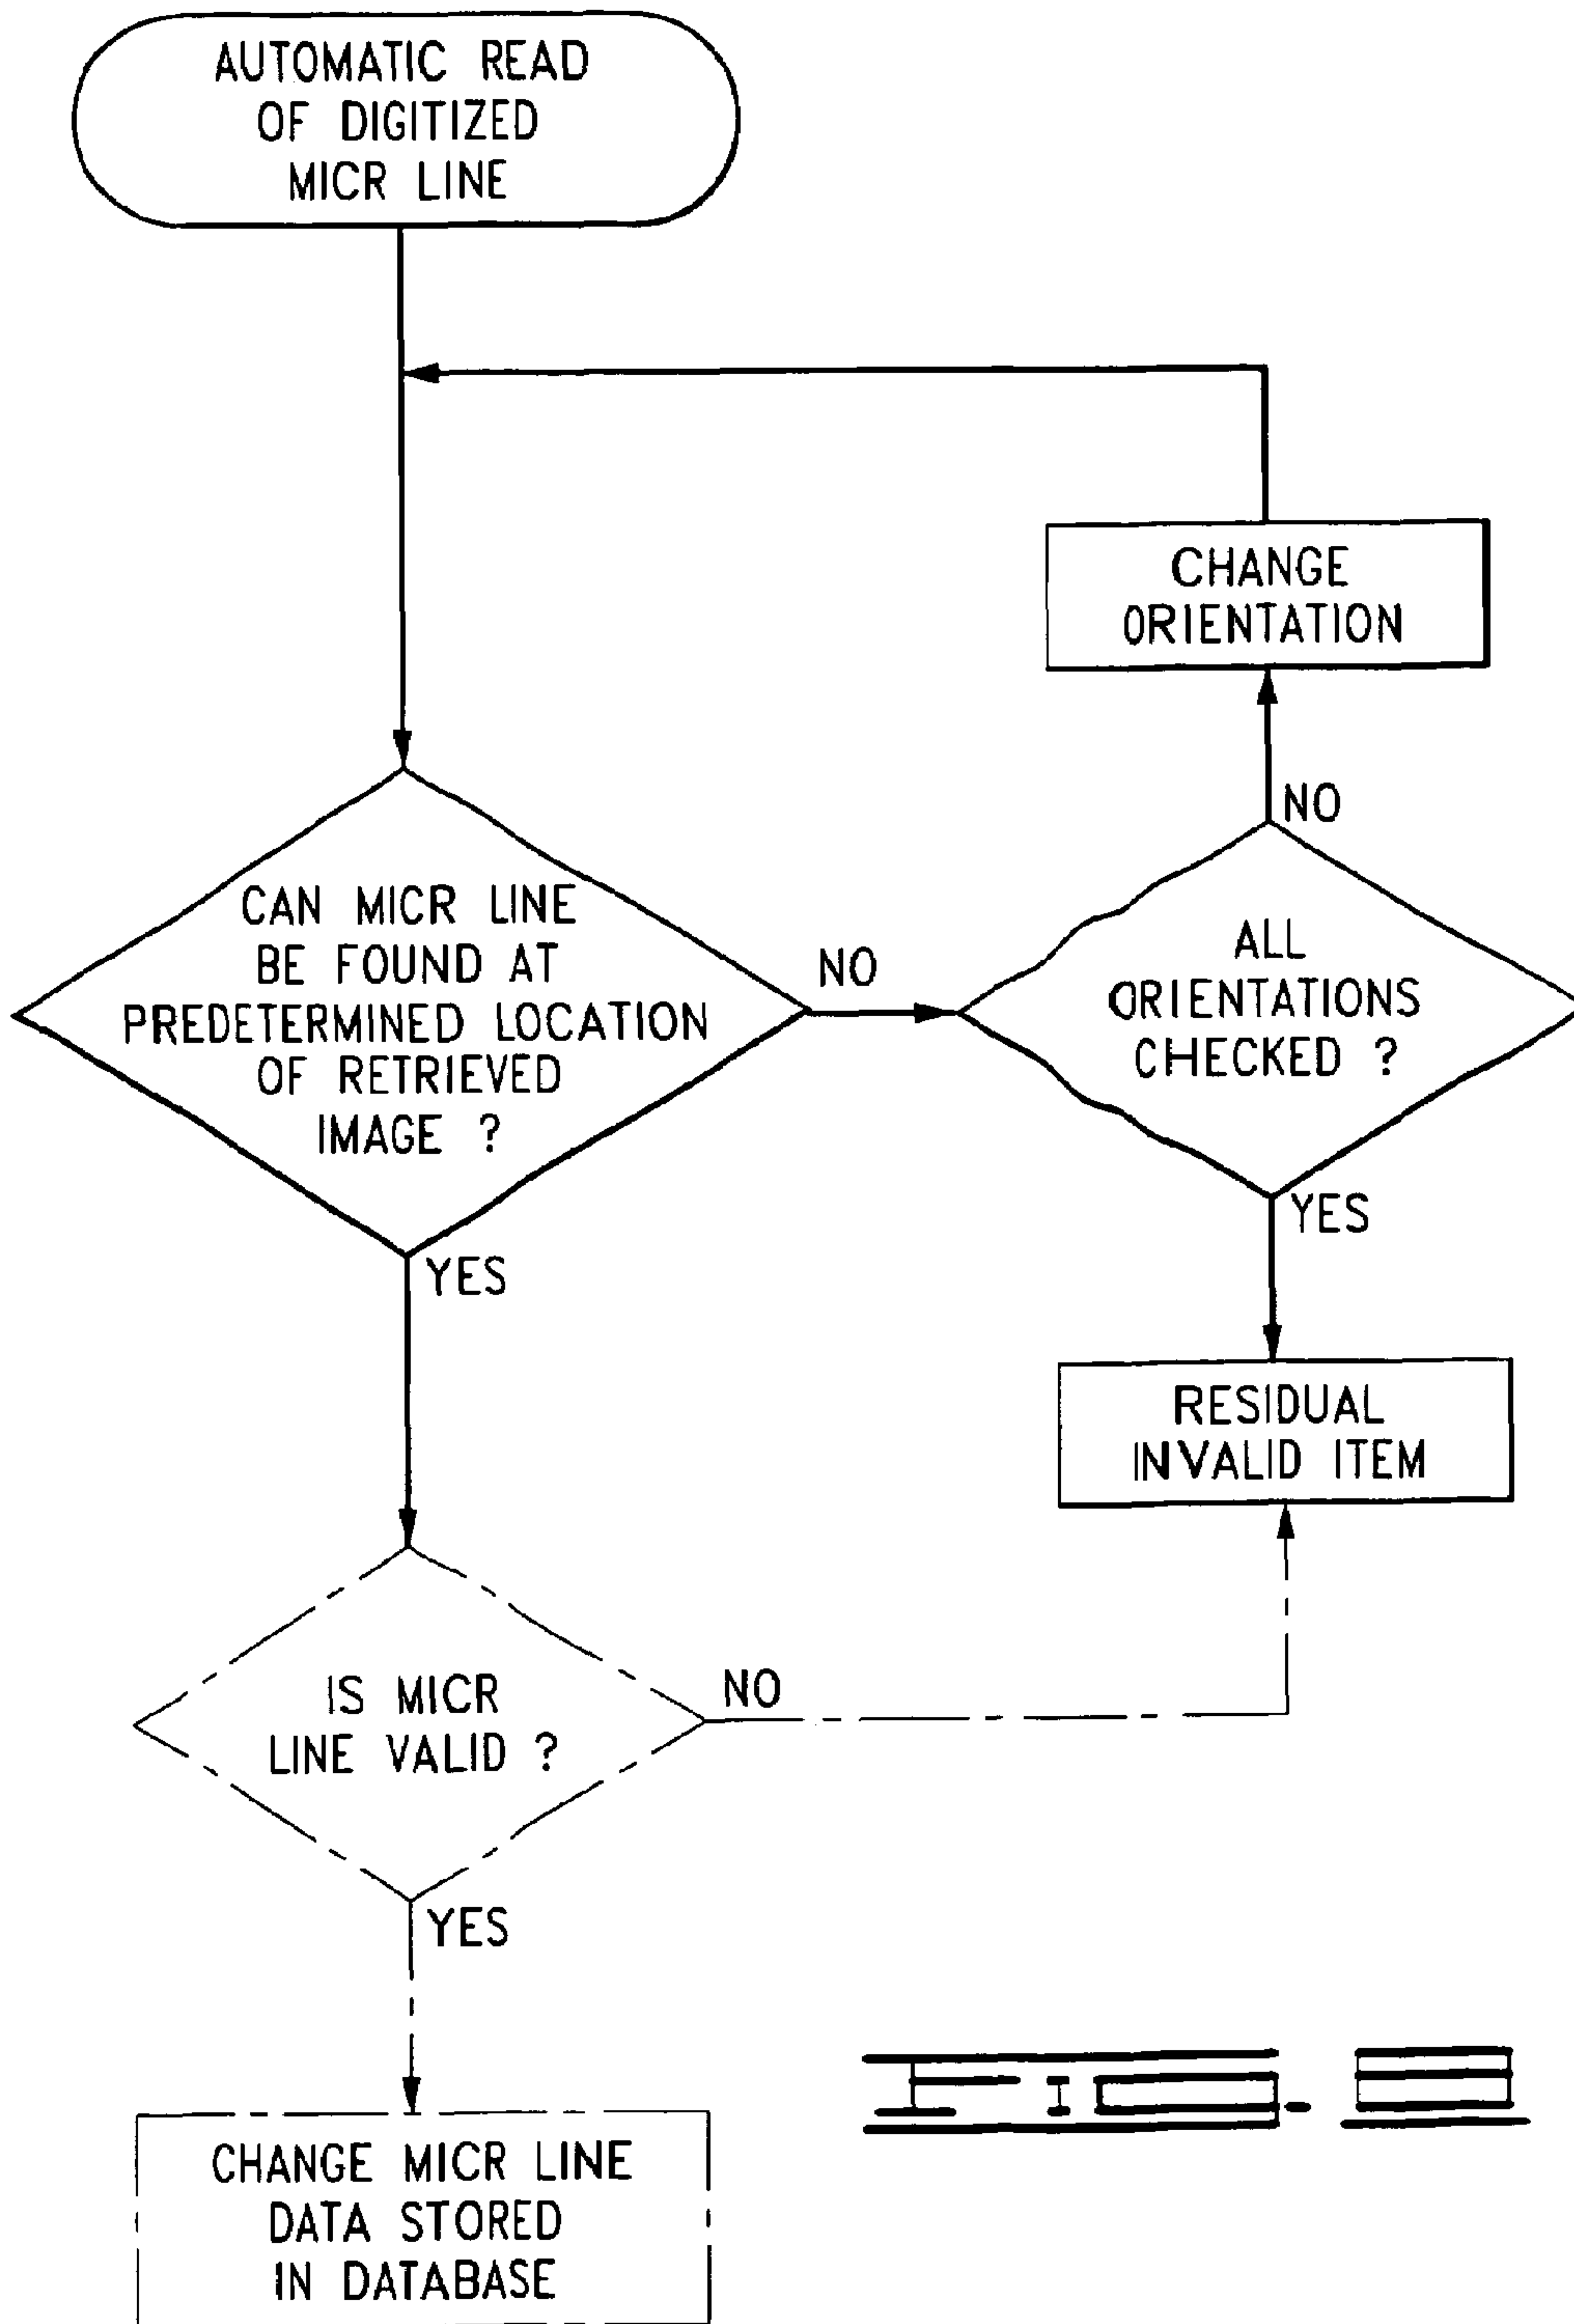 AUTOMATIC READ
OF DIGITIZED
MICR LINE
CHANGE
ORIENTATION
NO
CAN MICR LINE
BE FOUND AT
PREDETERMINED LOCATION
OF RETRIEVED
IMAGE ?
NO
ALL
ORIENTATIONS
CHECKED ?
YES
YES
RESIDUAL
INVALID ITEM
IS MICR
LINE VALID ?
NO
YES
CHANGE MICR LINE
DATA STORED
IN DATABASE